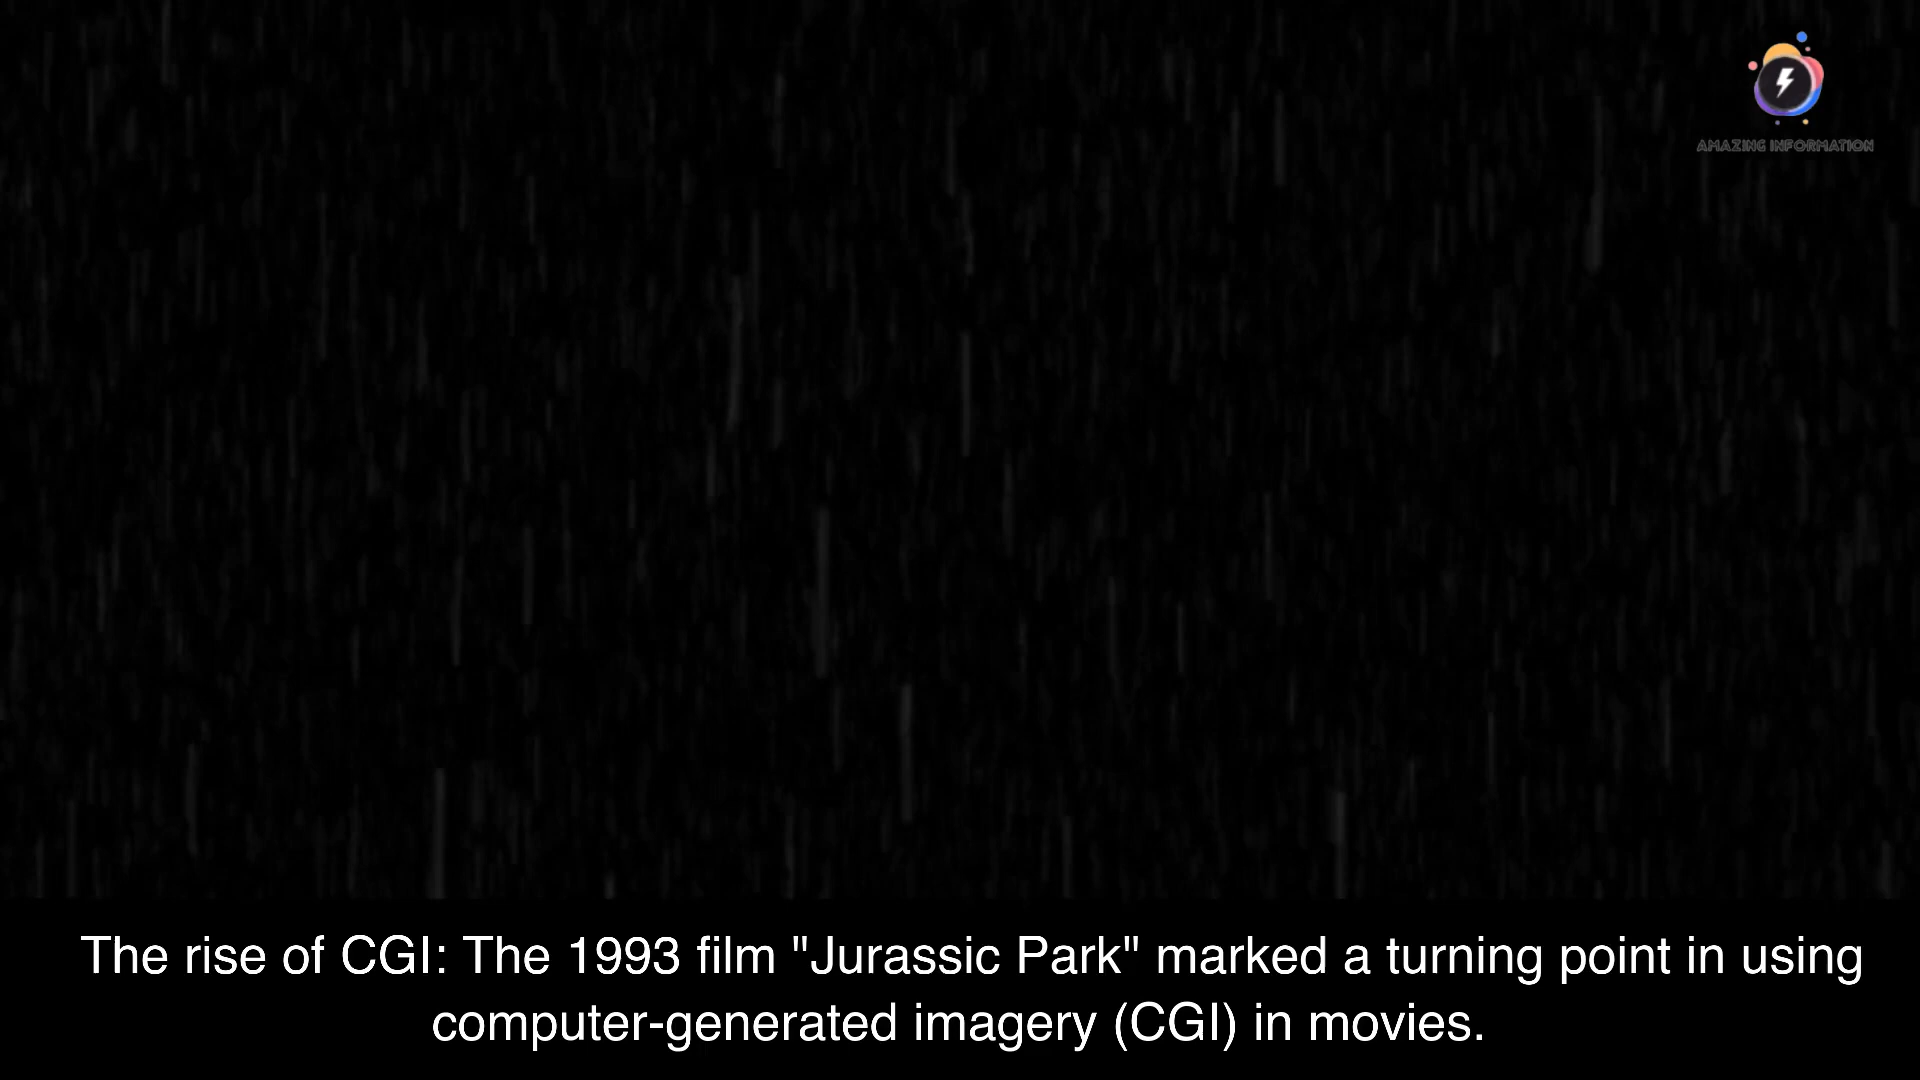 AMAZING INFORMATION
The rise of CGI: The 1993 film "Jurassic Park" marked a turning point in using
computer-generated imagery (CGI) in movies.